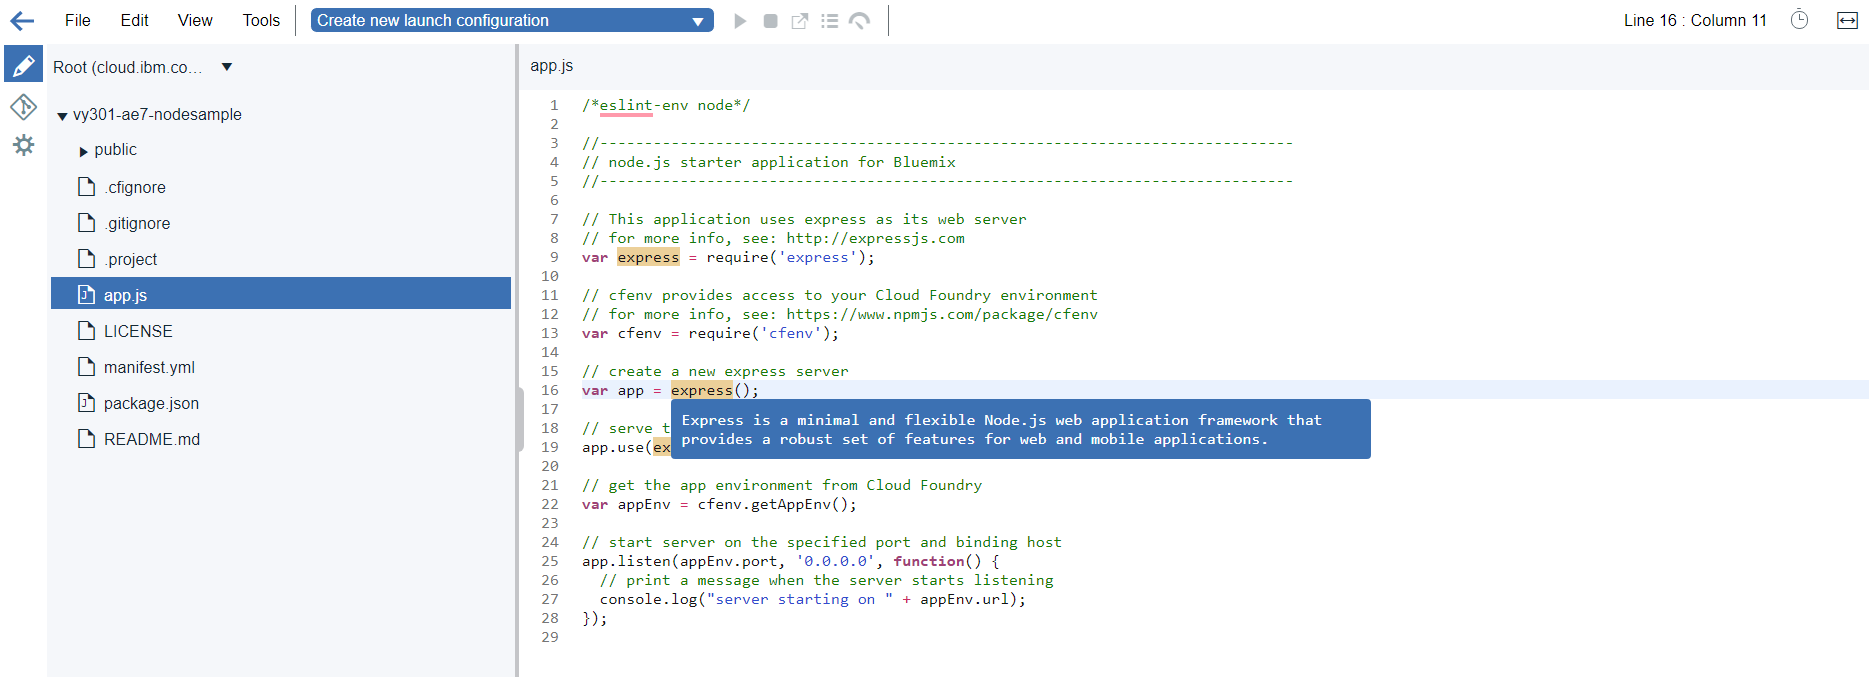 File Edit View Tools Create new launch configuration Line 16 : Column 11
Root (cloud.ibm.co...
vy301-ae7-nodesample
public
.cfignore
.gitignore
.project
app.js
LICENSE
manifest.yml
package.json
README.md
app.js
1 /*eslint-env node*/
2
3 //------------------------------------------------------------------------------
4 // node.js starter application for Bluemix
5 //------------------------------------------------------------------------------
6
7 // This application uses express as its web server
8 // for more info, see: http://expressjs.com
9 var express = require('express');
10
11 // cfenv provides access to your Cloud Foundry environment
12 // for more info, see: https://www.npmjs.com/package/cfenv
13 var cfenv = require('cfenv');
14
15 // create a new express server
16 var app = express();
17
18 // serve t
19 app.use(ex
Express is a minimal and flexible Node.js web application framework that
provides a robust set of features for web and mobile applications.
20
21 // get the app environment from Cloud Foundry
22 var appEnv = cfenv.getAppEnv();
23
24 // start server on the specified port and binding host
25 app.listen(appEnv.port, '0.0.0.0', function() {
26   // print a message when the server starts listening
27   console.log("server starting on " + appEnv.url);
28 });
29